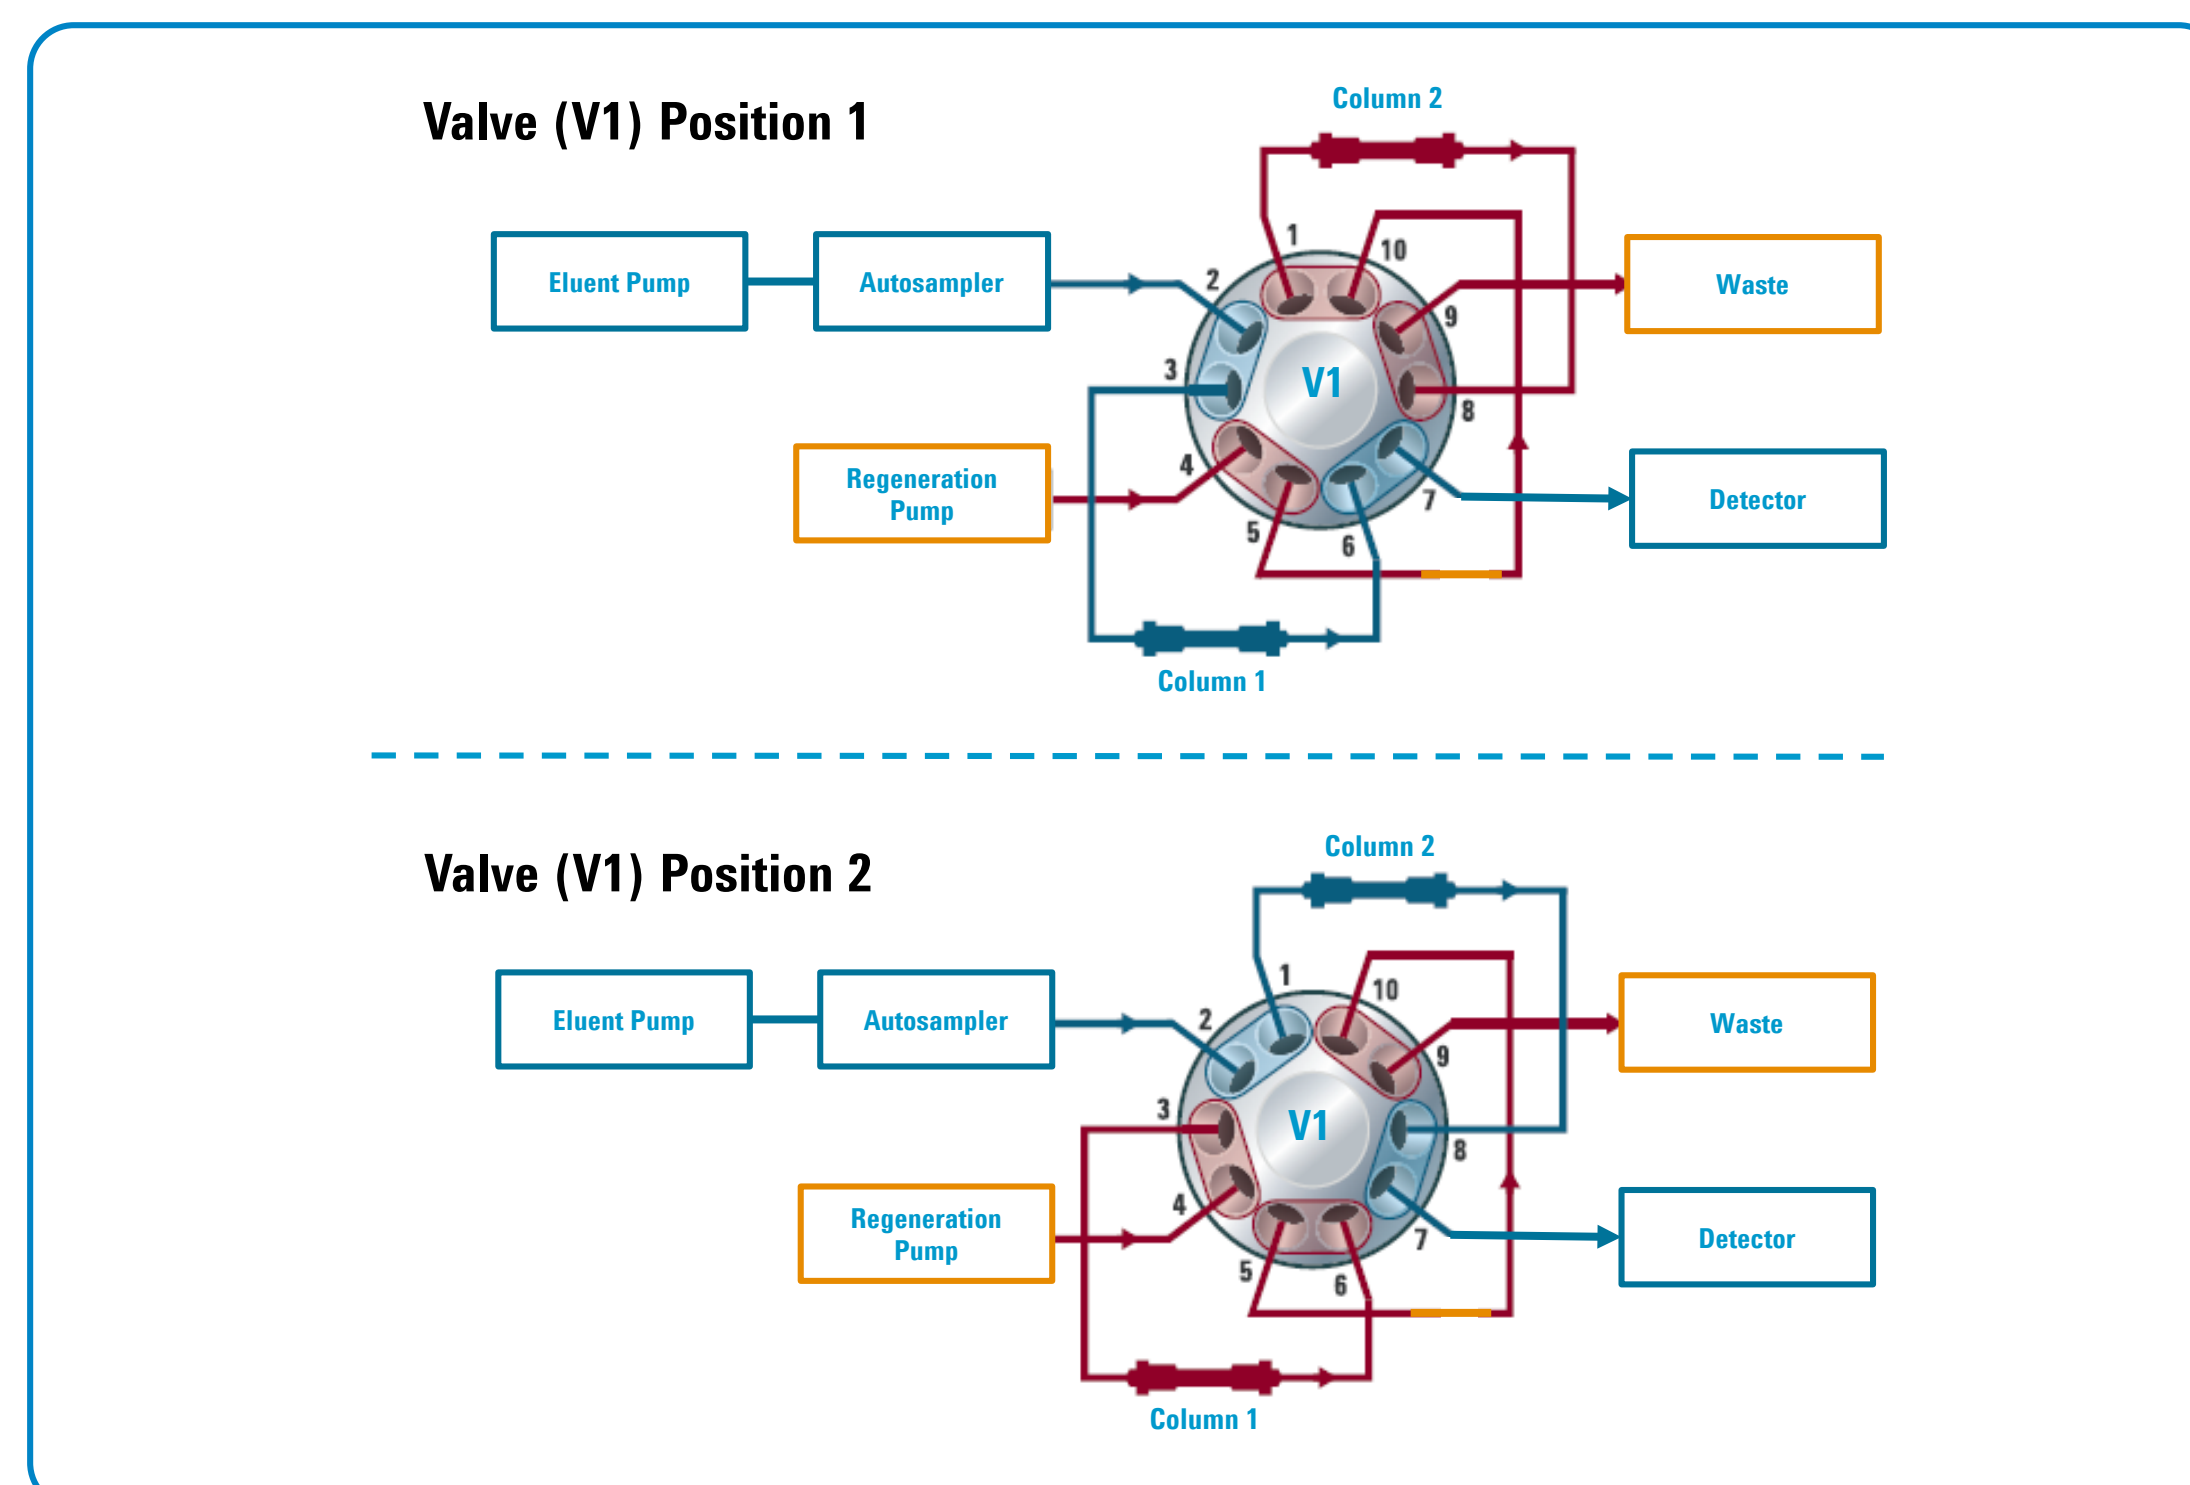 Valve (V1) Position 1
Column 2
Eluent Pump
Autosampler
Waste
1
10
2
9
3
V1
8
4
7
5
6
Regeneration
Pump
Detector
Column 1
Valve (V1) Position 2
Column 2
Eluent Pump
Autosampler
Waste
1
10
2
9
3
V1
8
4
7
5
6
Regeneration
Pump
Detector
Column 1